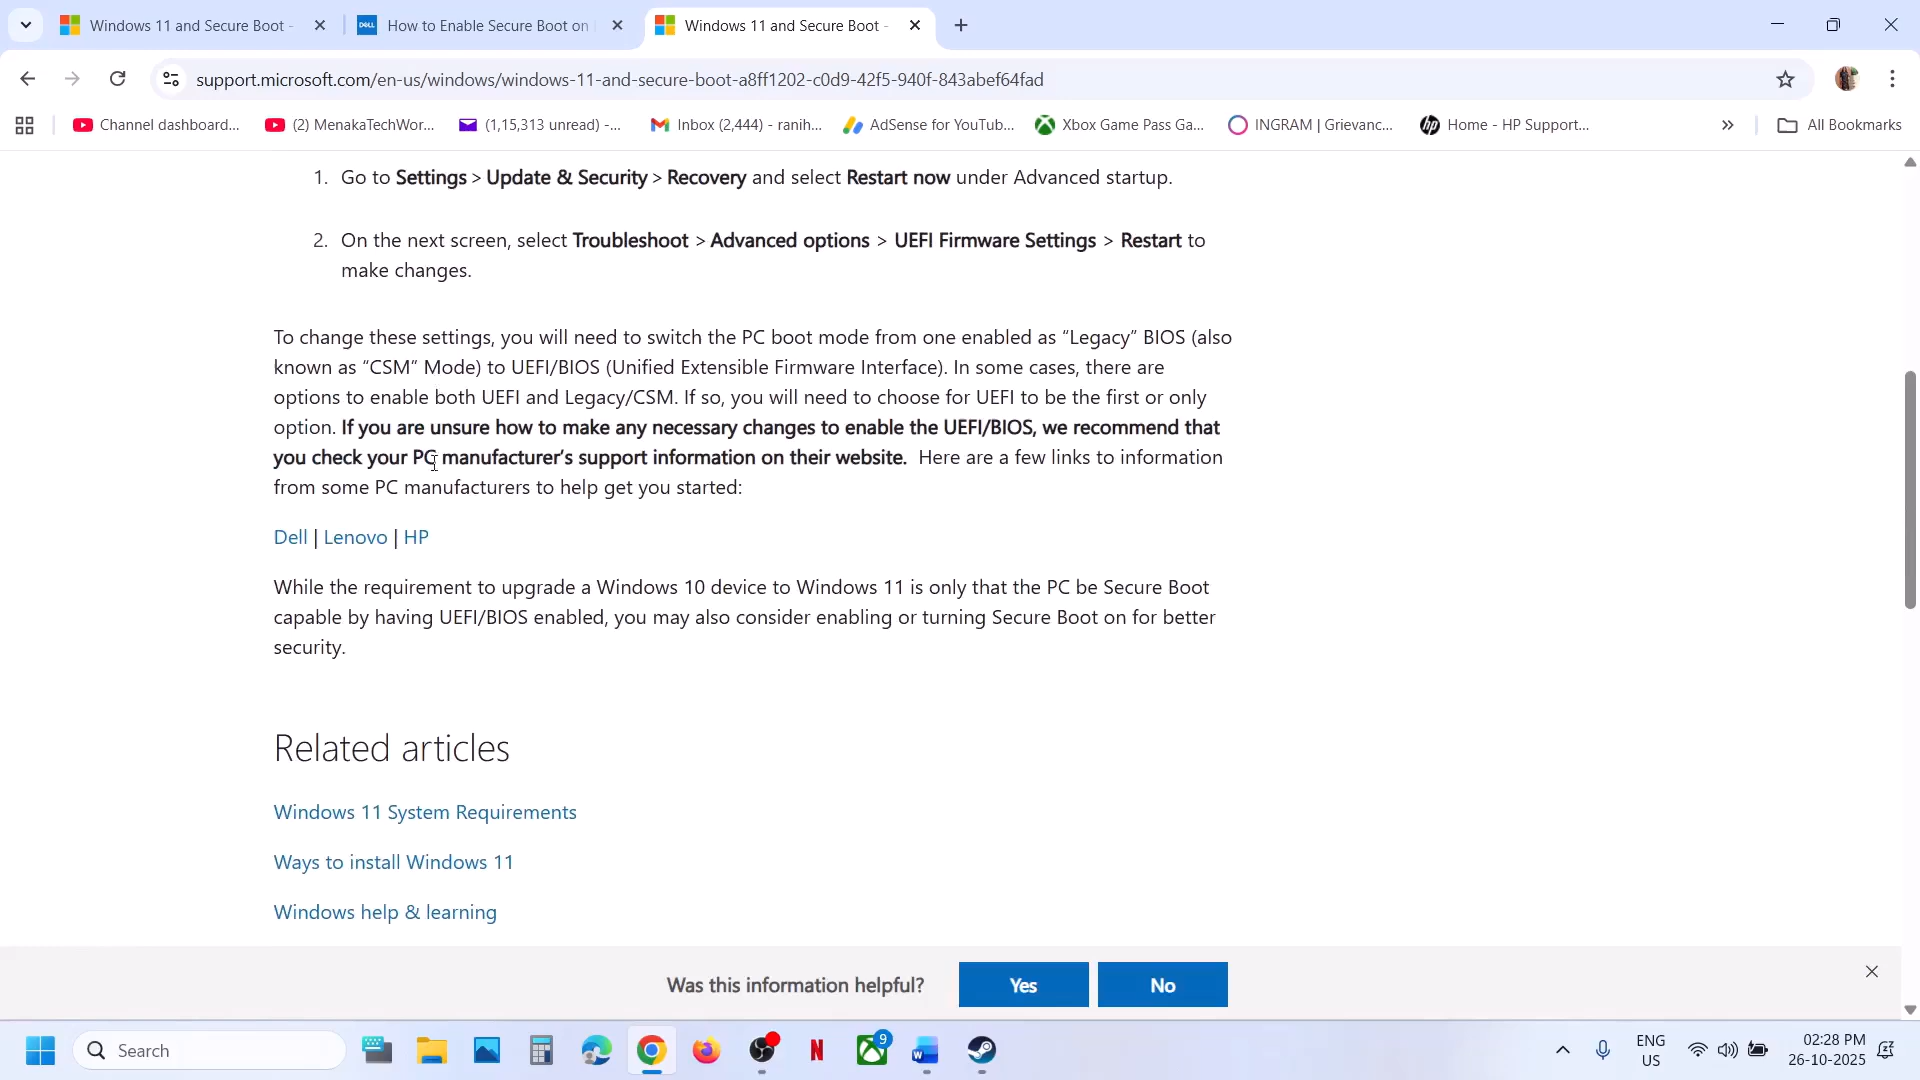 Windows 11 and Secure Boot -
How to Enable Secure Boot on
Windows 11 and Secure Boot -
support.microsoft.com/en-us/windows/windows-11-and-secure-boot-a8ff1202-c0d9-42f5-940f-843abef64fad
Channel dashboard...
(2) MenakaTechWor...
(1,15,313 unread) -...
Inbox (2,444) - ranih...
AdSense for YouTub...
Xbox Game Pass Ga...
INGRAM | Grievanc...
Home - HP Support...
All Bookmarks
1. Go to Settings > Update & Security > Recovery and select Restart now under Advanced startup.
2. On the next screen, select Troubleshoot > Advanced options > UEFI Firmware Settings > Restart to
make changes.
To change these settings, you will need to switch the PC boot mode from one enabled as “Legacy” BIOS (also
known as “CSM” Mode) to UEFI/BIOS (Unified Extensible Firmware Interface). In some cases, there are
options to enable both UEFI and Legacy/CSM. If so, you will need to choose for UEFI to be the first or only
option. If you are unsure how to make any necessary changes to enable the UEFI/BIOS, we recommend that
you check your PC manufacturer’s support information on their website. Here are a few links to information
from some PC manufacturers to help get you started:
Dell | Lenovo | HP
While the requirement to upgrade a Windows 10 device to Windows 11 is only that the PC be Secure Boot
capable by having UEFI/BIOS enabled, you may also consider enabling or turning Secure Boot on for better
security.
Related articles
Windows 11 System Requirements
Ways to install Windows 11
Windows help & learning
Was this information helpful?
Yes
No
Search
9
ENG
US
02:28 PM
26-10-2025